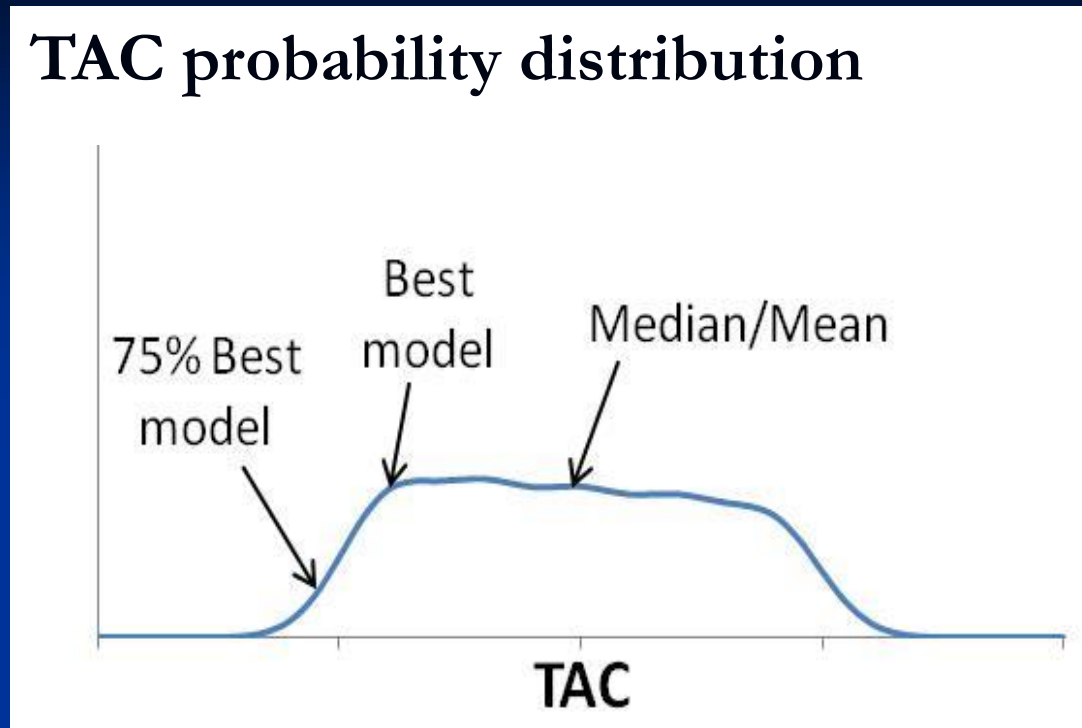 TAC probability distribution
Best
model
Median/Mean
75% Best
model
TAC